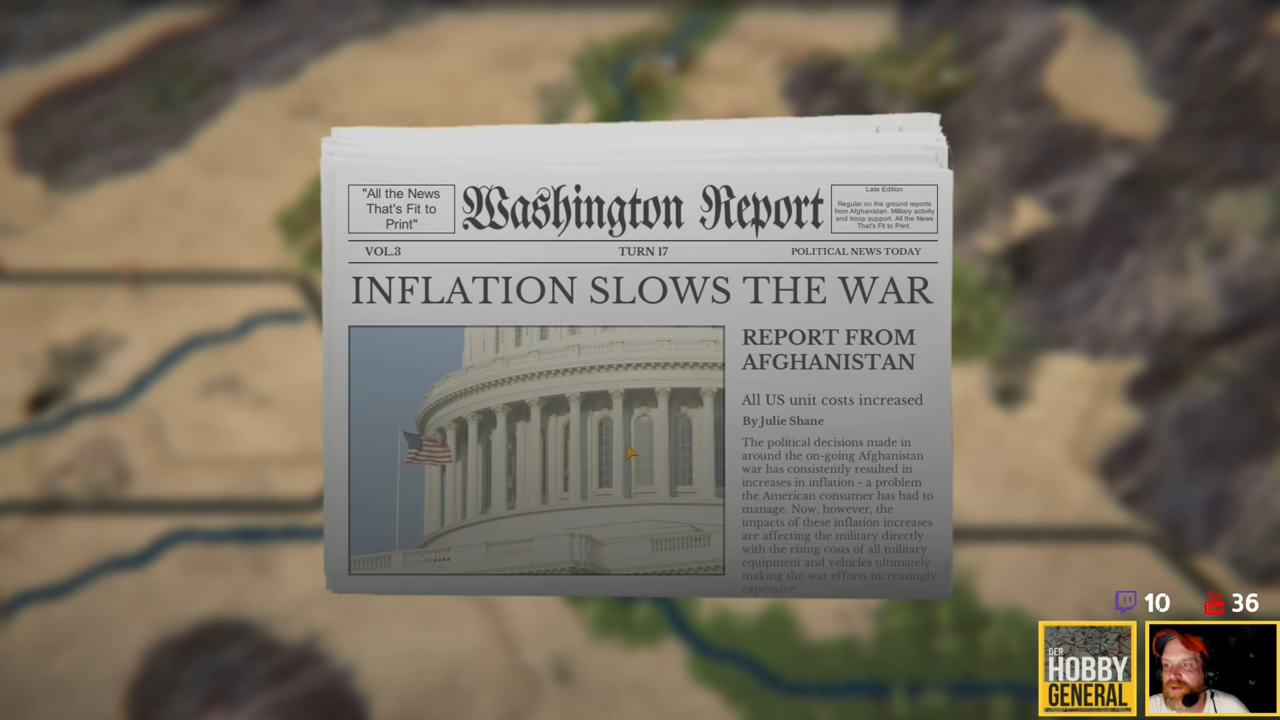 "All the News
That's Fit to
Print"
Washington Report
Late Edition
Regular on the ground reports
from Afghanistan. Military activity
and troop support. All the News
That's Fit to Print.
VOL.3
TURN 17
POLITICAL NEWS TODAY
INFLATION SLOWS THE WAR
REPORT FROM
AFGHANISTAN
All US unit costs increased
By Julie Shane
The political decisions made in
around the on-going Afghanistan
war has consistently resulted in
increases in inflation - a problem
the American consumer has had to
manage. Now, however, the
impacts of these inflation increases
are affecting the military directly
with the rising costs of all military
equipment and vehicles ultimately
making the war efforts increasingly
expensive.
10
36
DER
HOBBY
GENERAL